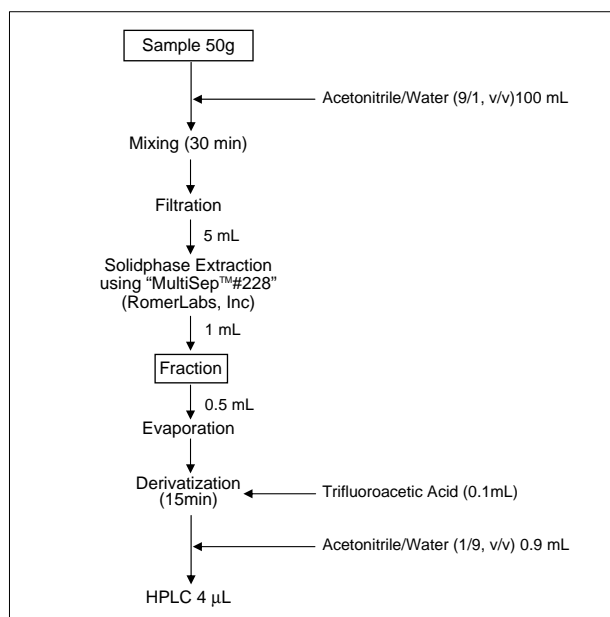 Sample 50g
Acetonitrile/Water (9/1, v/v)100 mL
Mixing (30 min)
Filtration
5 mL
Solidphase Extraction
using “MultiSep™#228”
(RomerLabs, Inc)
1 mL
Fraction
0.5 mL
Evaporation
Derivatization
(15min)
Trifluoroacetic Acid (0.1mL)
Acetonitrile/Water (1/9, v/v) 0.9 mL
HPLC 4 μL